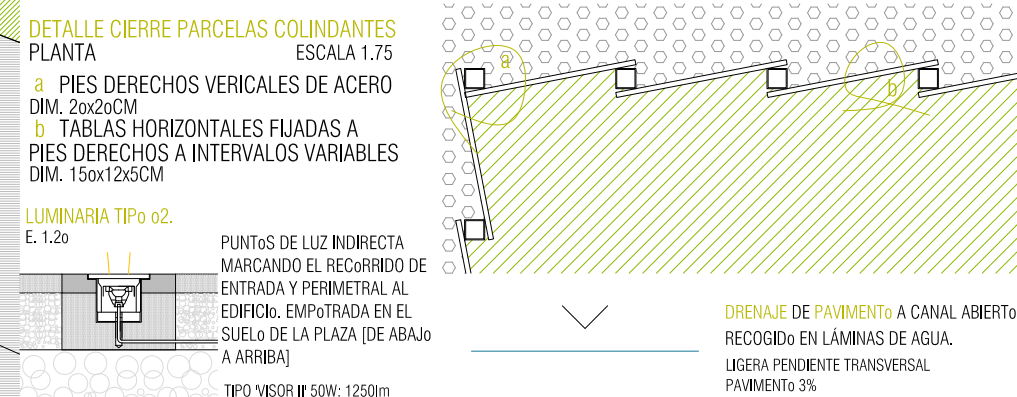 DETALLE CIERRE PARCELAS COLINDANTES
PLANTA ESCALA 1.75
a PIES DERECHOS VERICALES DE ACERO
DIM. 2ox2oCM
b TABLAS HORIZONTALES FIJADAS A
PIES DERECHOS A INTERVALOS VARIABLES
DIM. 15ox12x5CM
a
b
LUMINARIA TIPo o2.
E. 1.2o
PUNToS DE LUZ INDIRECTA
MARCANDO EL RECoRRIDO DE
ENTRADA Y PERIMETRAL AL
EDIFICIo. EMPoTRADA EN EL
SUELo DE LA PLAZA [DE ABAJo
A ARRIBA]
TIPO 'VISOR II' 50W: 1250lm
DRENAJE DE PAVIMENTo A CANAL ABIERTo
RECOGIDo EN LÁMINAS DE AGUA.
LIGERA PENDIENTE TRANSVERSAL
PAVIMENTo 3%